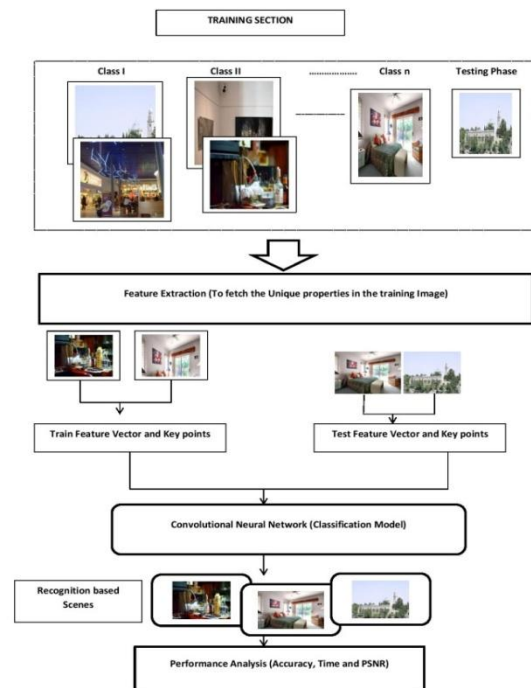 TRAINING SECTION
Class I Class II .................. Class n Testing Phase
Feature Extraction (To fetch the Unique properties in the training Image)
Train Feature Vector and Key points Test Feature Vector and Key points
Convolutional Neural Network (Classification Model)
Recognition based
Scenes
Performance Analysis (Accuracy, Time and PSNR)